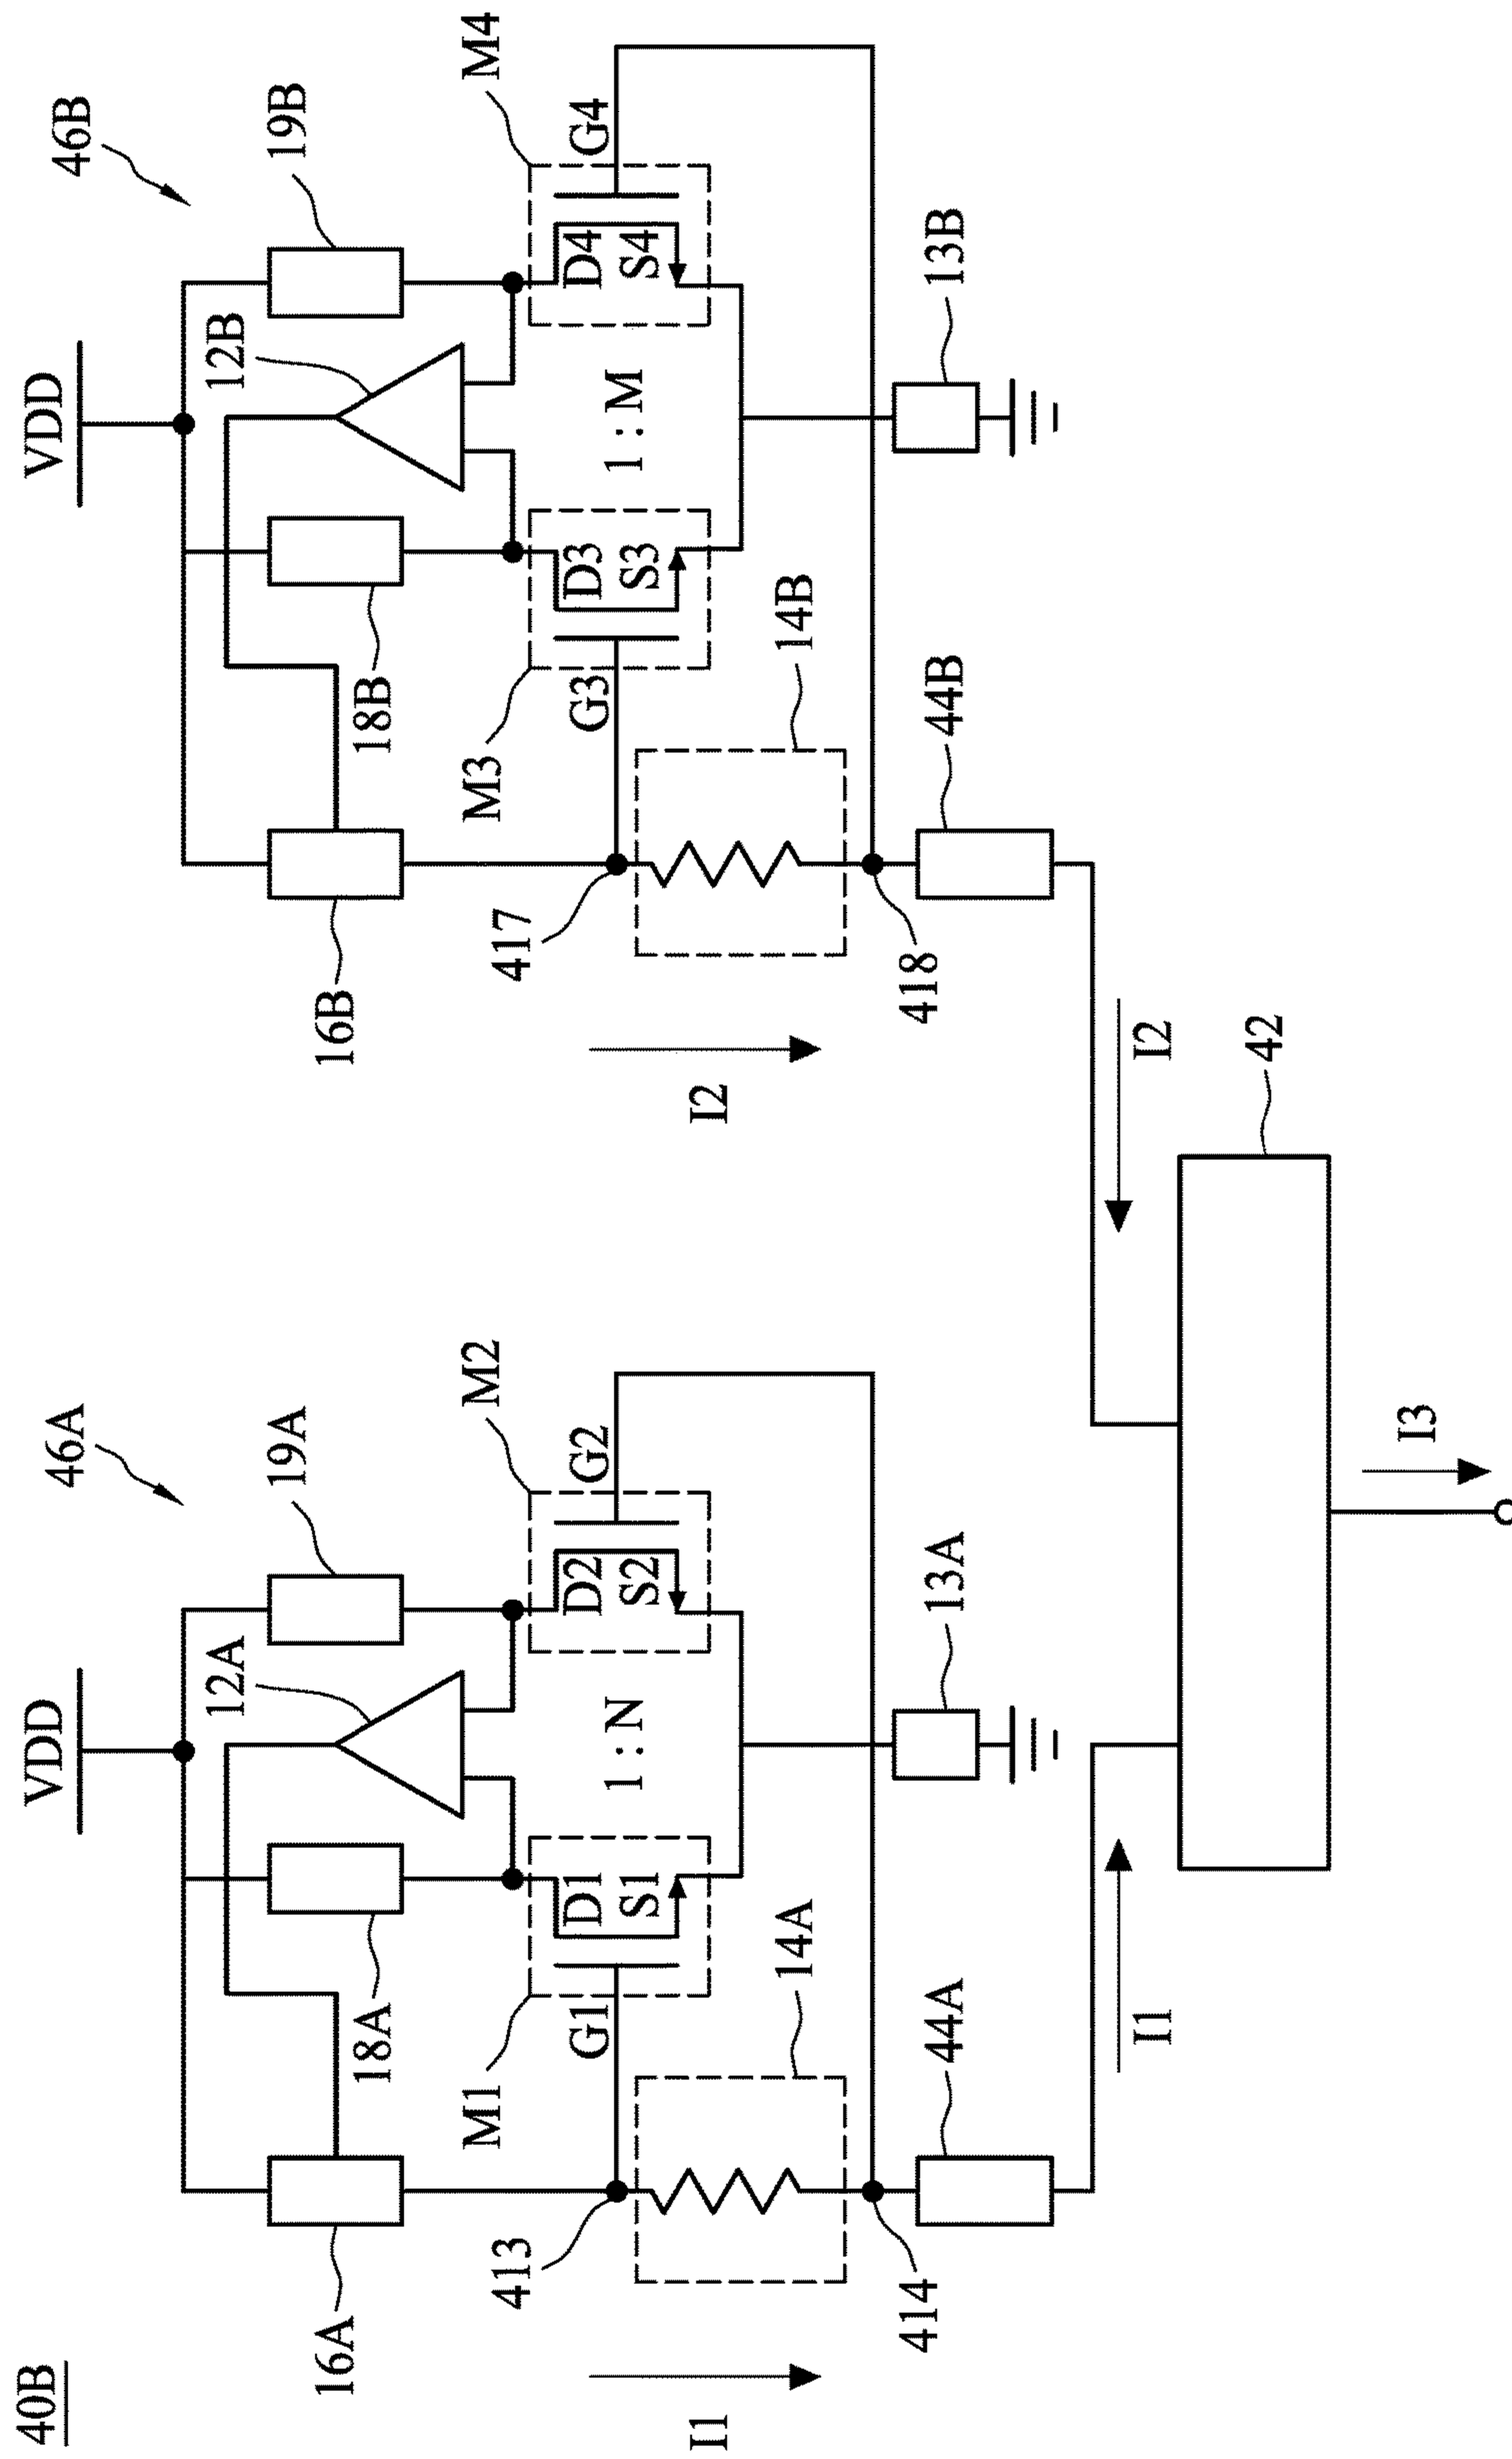 40B
VDD
46A
12A
19A
16A
18A
M1
M2
D1
S1
D2
S2
G1
G2
1 : N
413
14A
I1
414
44A
13A
I1
VDD
46B
12B
19B
16B
18B
M3
M4
D3
S3
D4
S4
G3
G4
1 : M
417
14B
I2
418
44B
13B
I2
42
I3